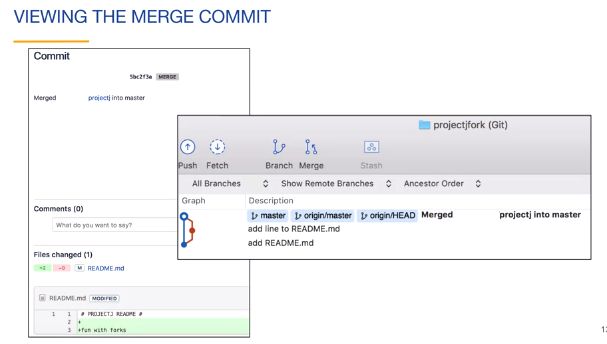 VIEWING THE MERGE COMMIT
Commit
5bc2f3a MERGE
Merged projectj into master
Comments (0)
What do you want to say?
Files changed (1)
+2 -0 M README.md
README.md MODIFIED
1 1 # PROJECTJ README #
2 +
3 +fun with forks
projectjfork (Git)
Push Fetch Branch Merge Stash
All Branches Show Remote Branches Ancestor Order
Graph Description
master origin/master origin/HEAD Merged projectj into master
add line to README.md
add README.md